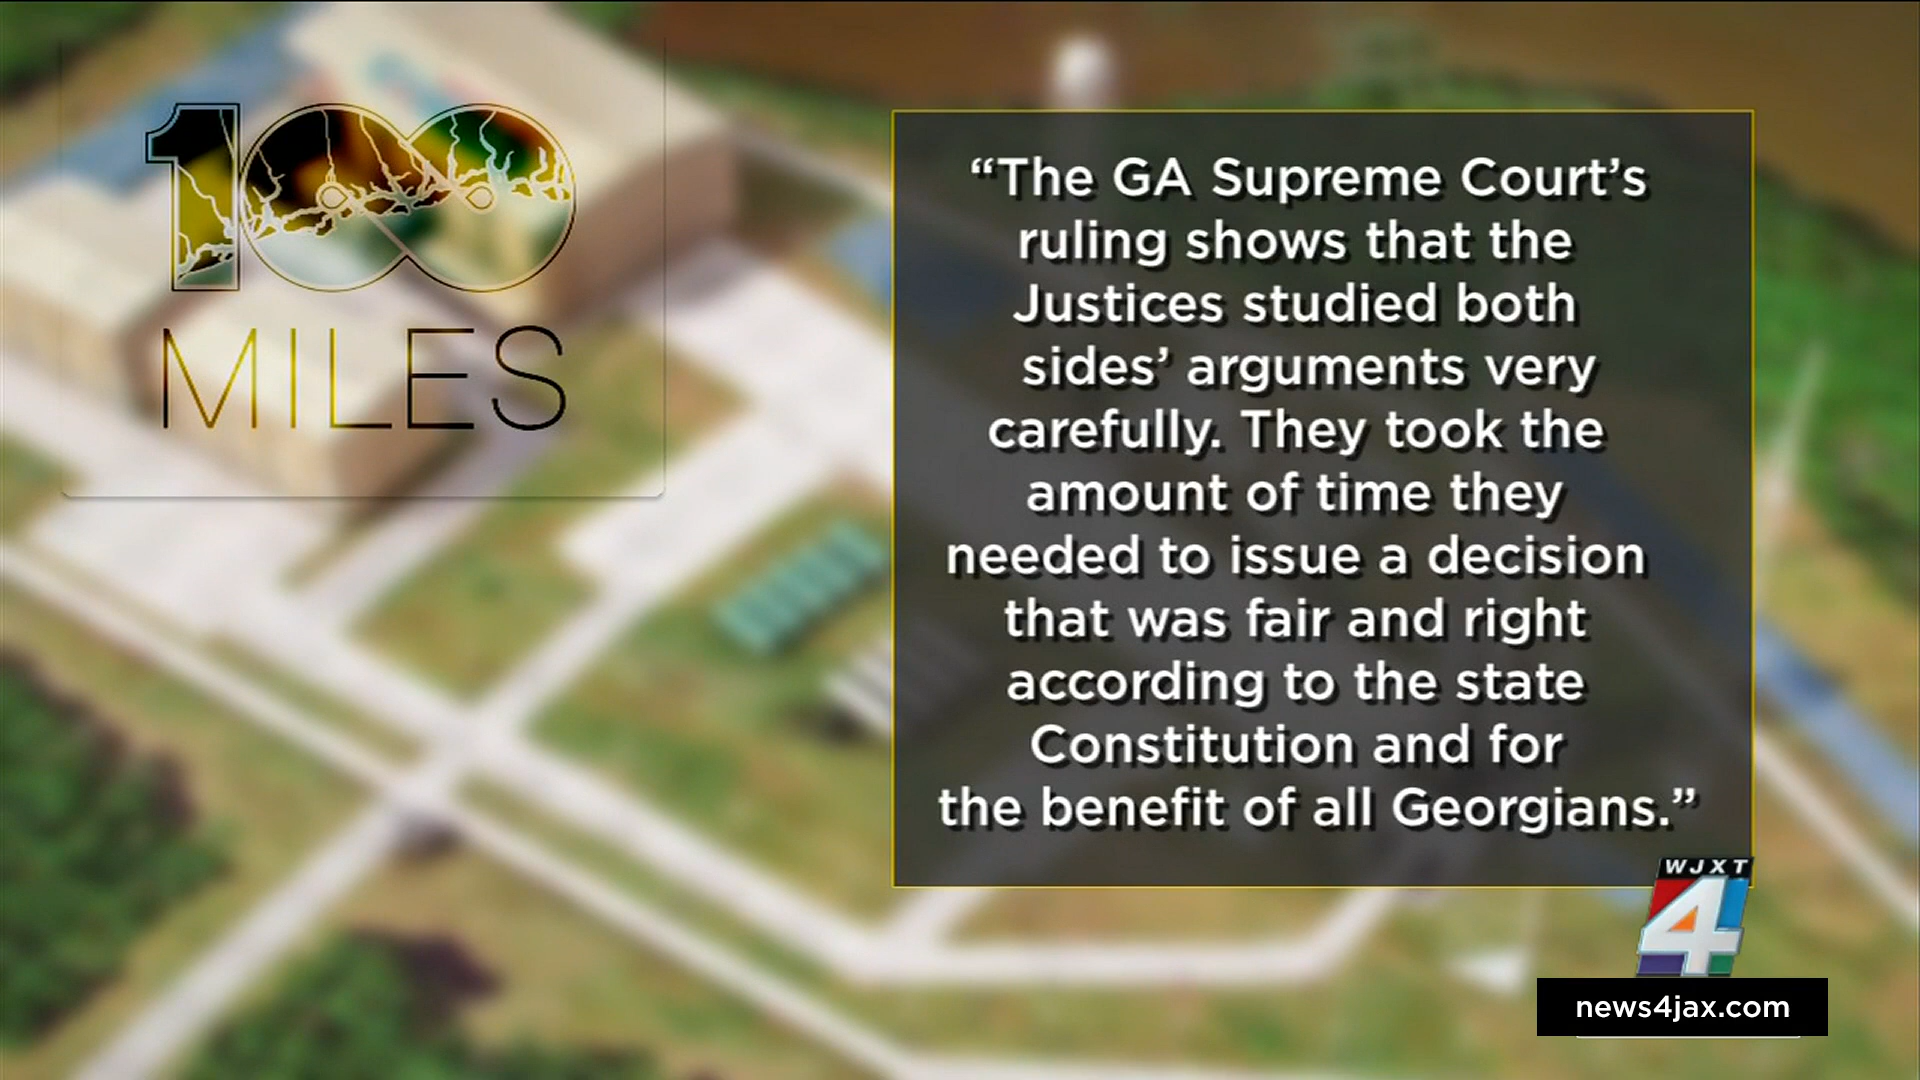 100
MILES
“The GA Supreme Court’s
ruling shows that the
Justices studied both
sides’ arguments very
carefully. They took the
amount of time they
needed to issue a decision
that was fair and right
according to the state
Constitution and for
the benefit of all Georgians.”
WJXT
4
news4jax.com